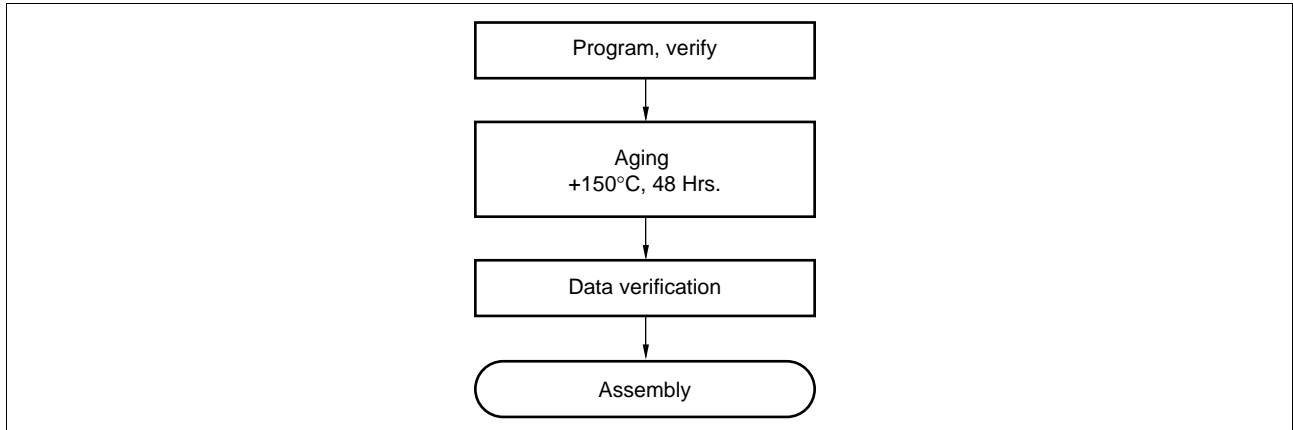 Program, verify
Aging
+150°C, 48 Hrs.
Data verification
Assembly